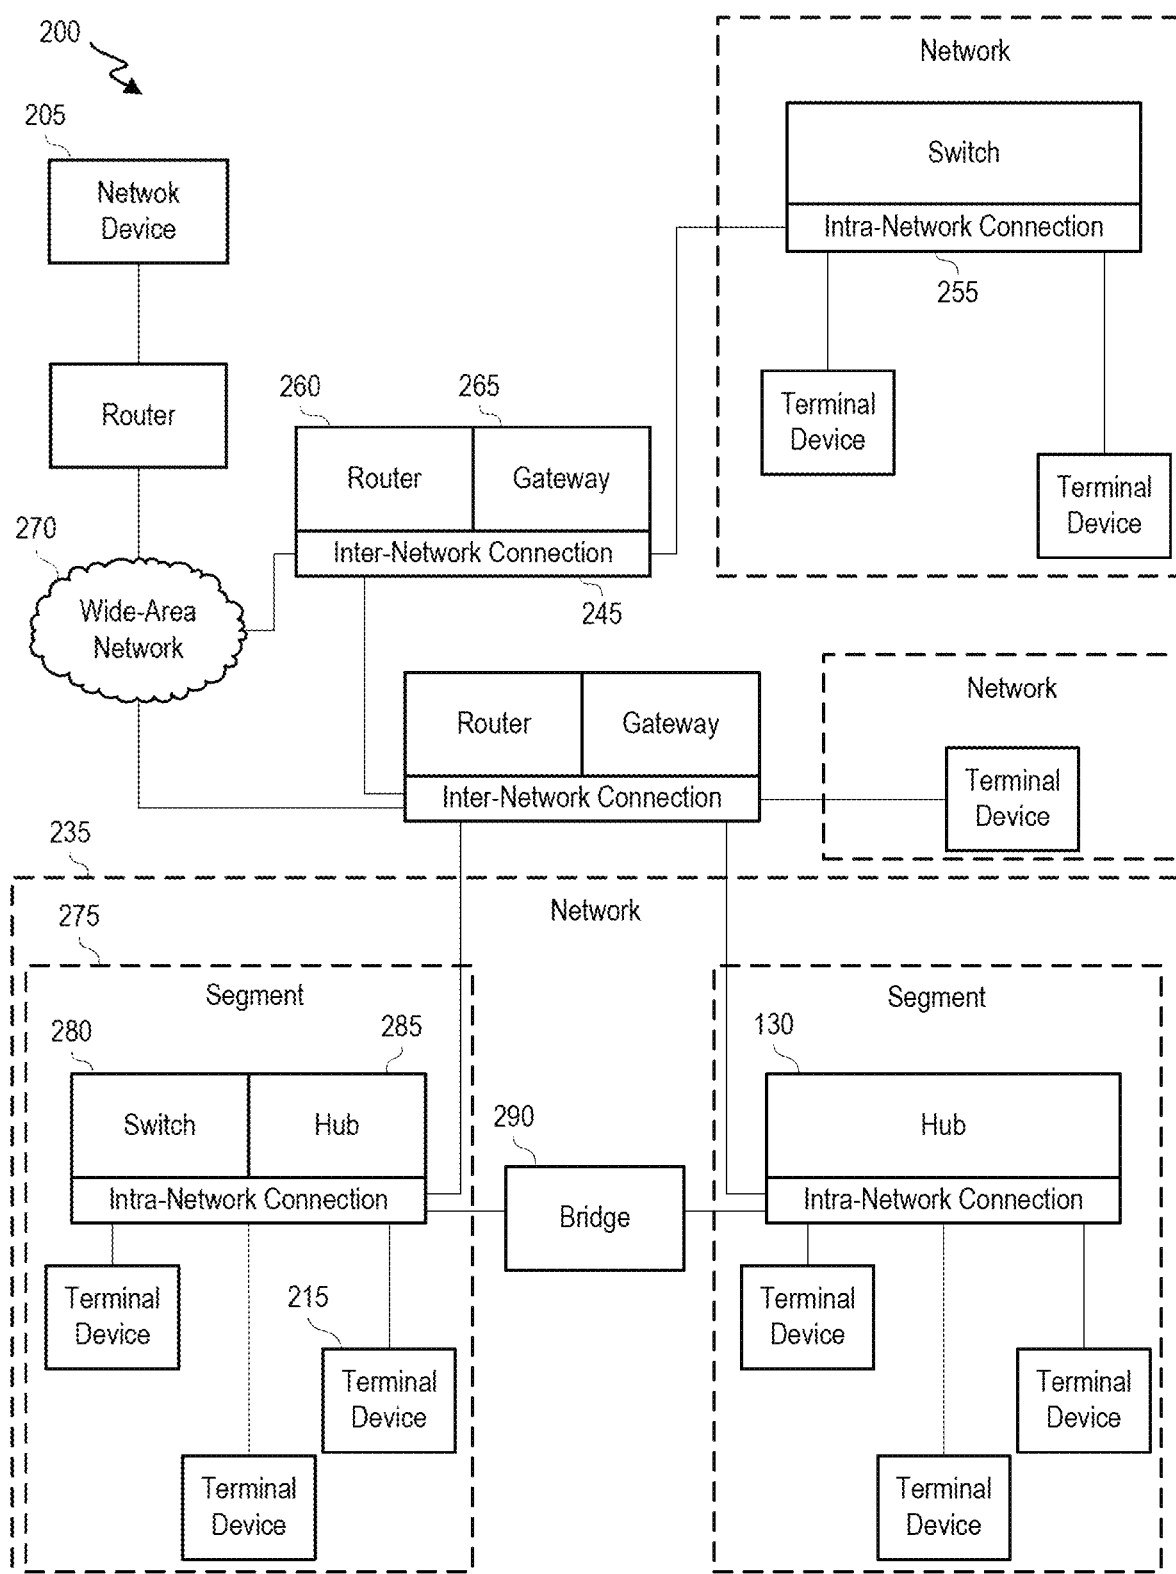 200
Network
205
Switch
Netwok
Device
Intra-Network Connection
255
Router
260
265
Terminal
Device
Terminal
Device
Router
Gateway
270
Inter-Network Connection
245
Wide-Area
Network
Router
Gateway
Inter-Network Connection
Network
Terminal
Device
235
Network
275
Segment
Segment
280
285
130
Switch
Hub
290
Hub
Intra-Network Connection
Bridge
Intra-Network Connection
Terminal
Device
215
Terminal
Device
Terminal
Device
Terminal
Device
Terminal
Device
Terminal
Device